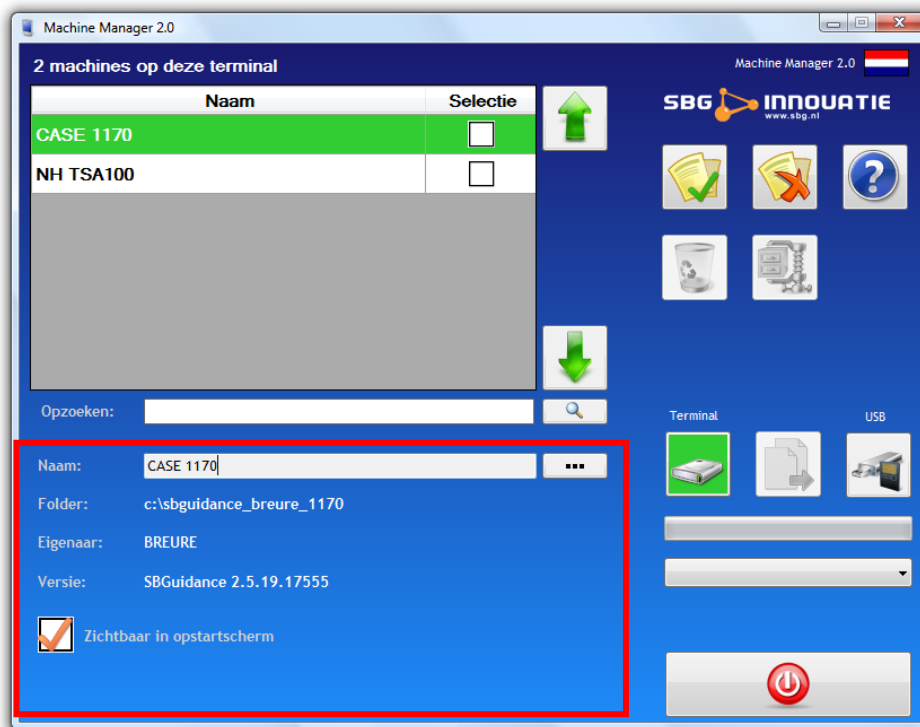 Machine Manager 2.0
2 machines op deze terminal
Machine Manager 2.0
Naam Selectie
SBG INNOVATIE
www.sbg.nl
CASE 1170
NH TSA100
?
Opzoeken:
Terminal USB
Naam: CASE 1170 ...
Folder: c:\sbguidance_breure_1170
Eigenaar: BREURE
Versie: SBGuidance 2.5.19.17555
Zichtbaar in opstartscherm